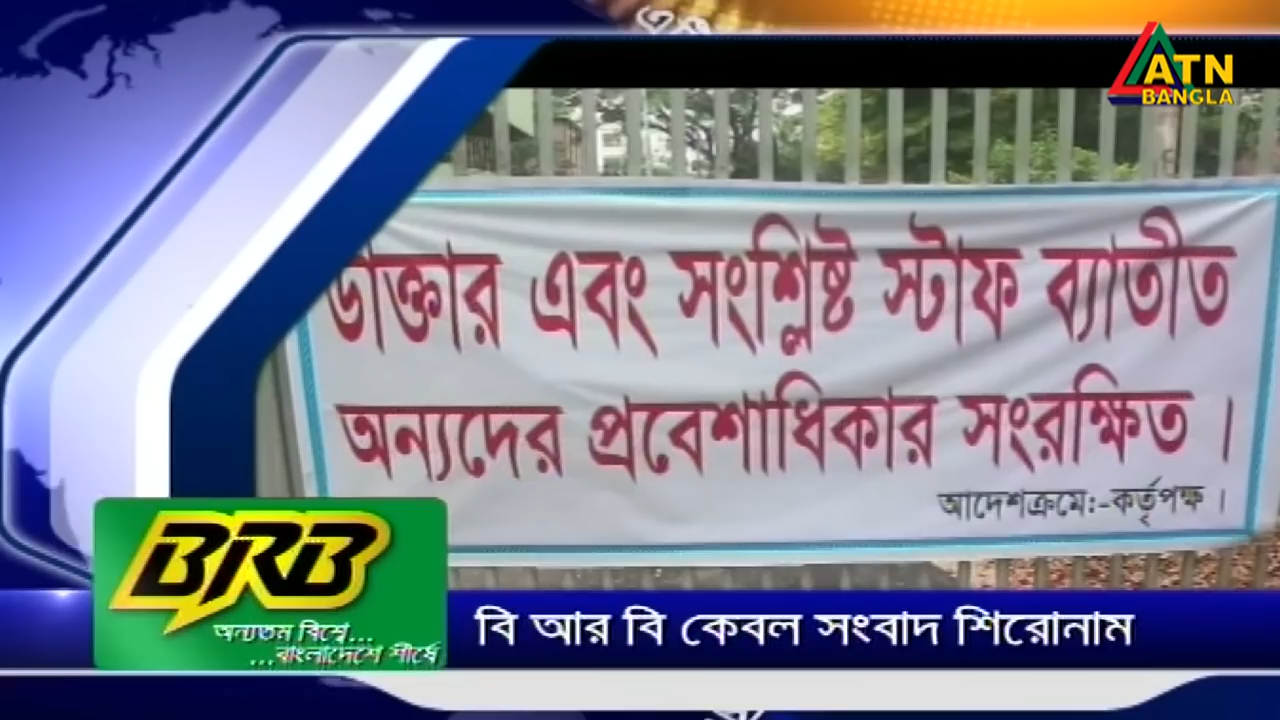 ATN
BANGLA
ডাক্তার এবং সংশ্লিষ্ট স্টাফ ব্যাতীত
অন্যদের প্রবেশাধিকার সংরক্ষিত ।
আদেশক্রমে:-কর্তৃপক্ষ ।
BRB
অন্যতম বিশ্বে...
...বাংলাদেশে শীর্ষে
বি আর বি কেবল সংবাদ শিরোনাম